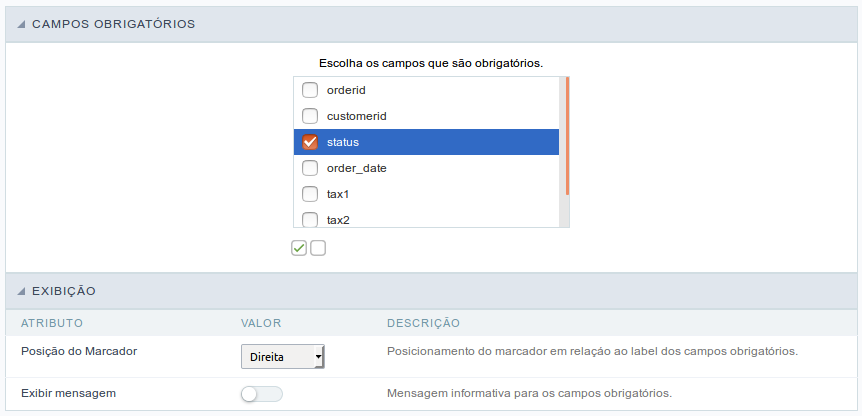 CAMPOS OBRIGATÓRIOS
Escolha os campos que são obrigatórios.
orderid
customerid
status
order_date
tax1
tax2
EXIBIÇÃO
ATRIBUTO VALOR DESCRIÇÃO
Posição do Marcador Direita Posicionamento do marcador em relação ao label dos campos obrigatórios.
Exibir mensagem Mensagem informativa para os campos obrigatórios.